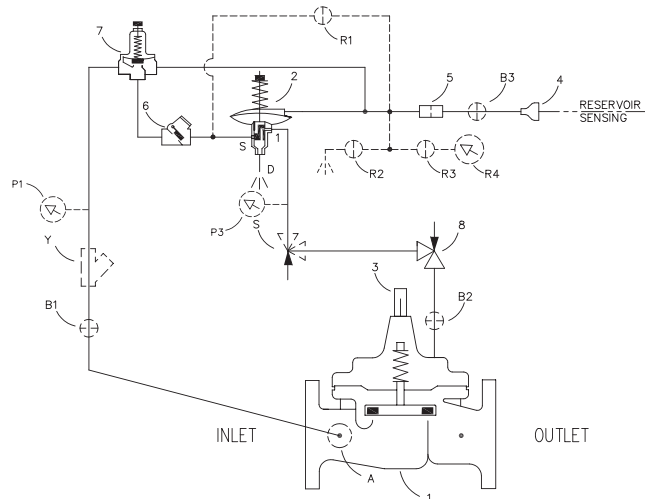 7
R1
2
5
B3
4
RESERVOIR
SENSING
6
S
1
D
R2
R3
R4
P1
P3
S
8
Y
3
B2
B1
INLET
OUTLET
A
1